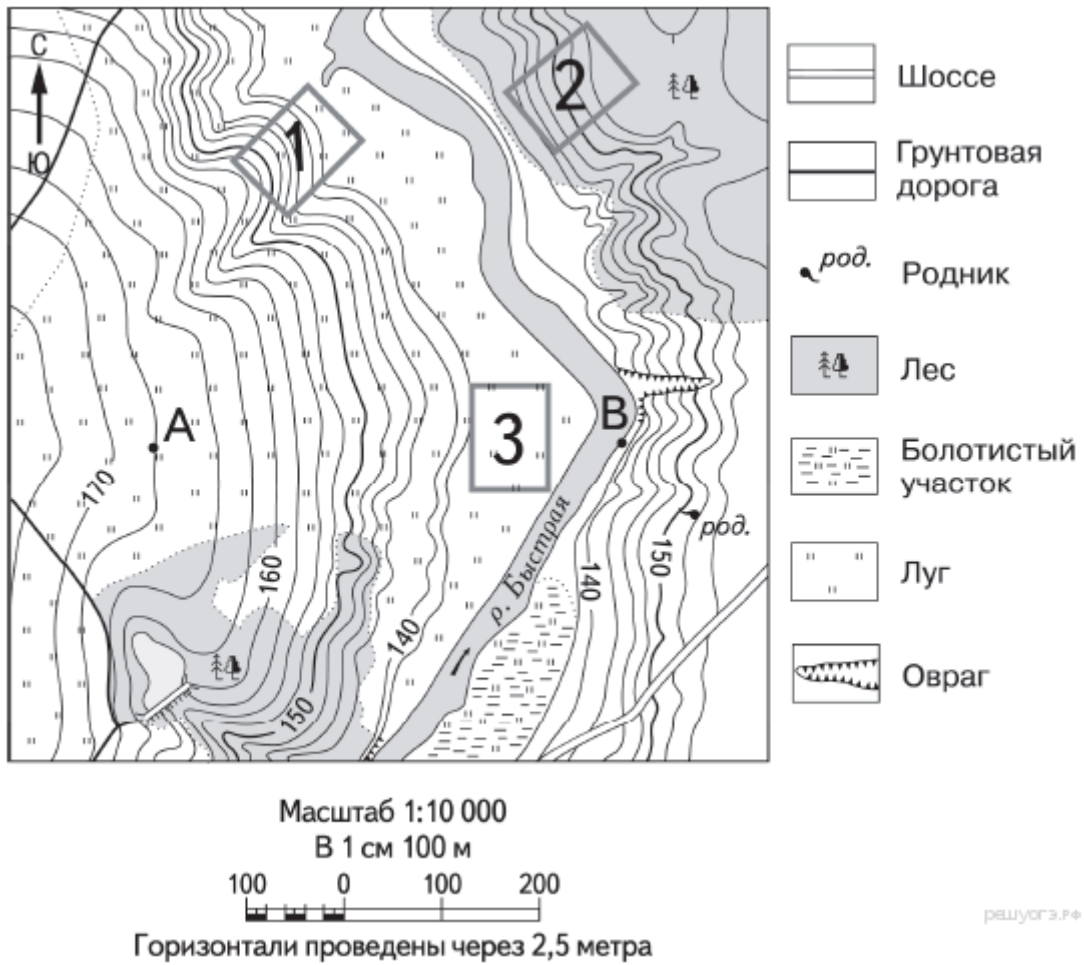 С
Ю
1
2
А
3
В
170
160
150
140
140
150
род.
р. Быстрая
Шоссе
Грунтовая
дорога
род.
Родник
Лес
Болотистый
участок
Луг
Овраг
Масштаб 1:10 000
В 1 см 100 м
100 0 100 200
Горизонтали проведены через 2,5 метра
решуогэ.рф